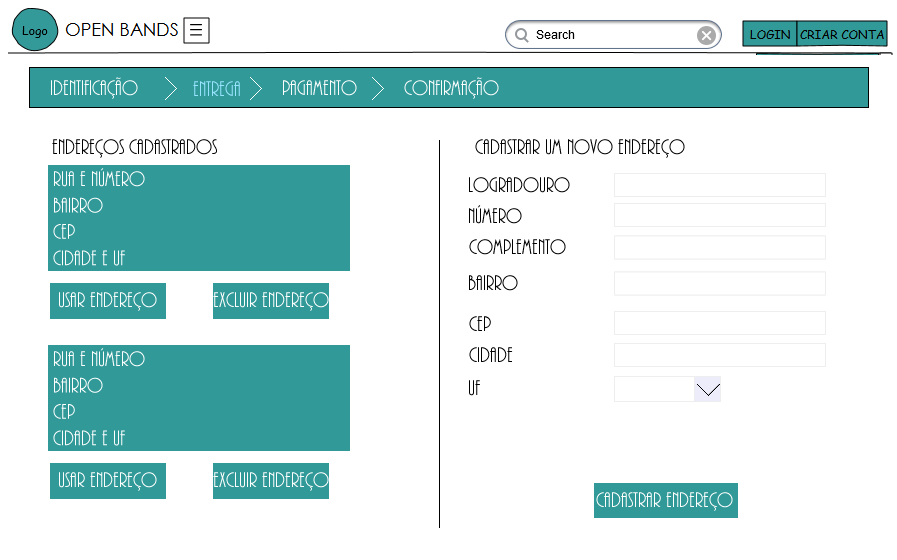 Logo
OPEN BANDS
Search
LOGIN
CRIAR CONTA
IDENTIFICAÇÃO
ENTREGA
PAGAMENTO
CONFIRMAÇÃO
ENDEREÇOS CADASTRADOS
RUA E NÚMERO
BAIRRO
CEP
CIDADE E UF
USAR ENDEREÇO
EXCLUIR ENDEREÇO
RUA E NÚMERO
BAIRRO
CEP
CIDADE E UF
USAR ENDEREÇO
EXCLUIR ENDEREÇO
CADASTRAR UM NOVO ENDEREÇO
LOGRADOURO
NÚMERO
COMPLEMENTO
BAIRRO
CEP
CIDADE
UF
CADASTRAR ENDEREÇO